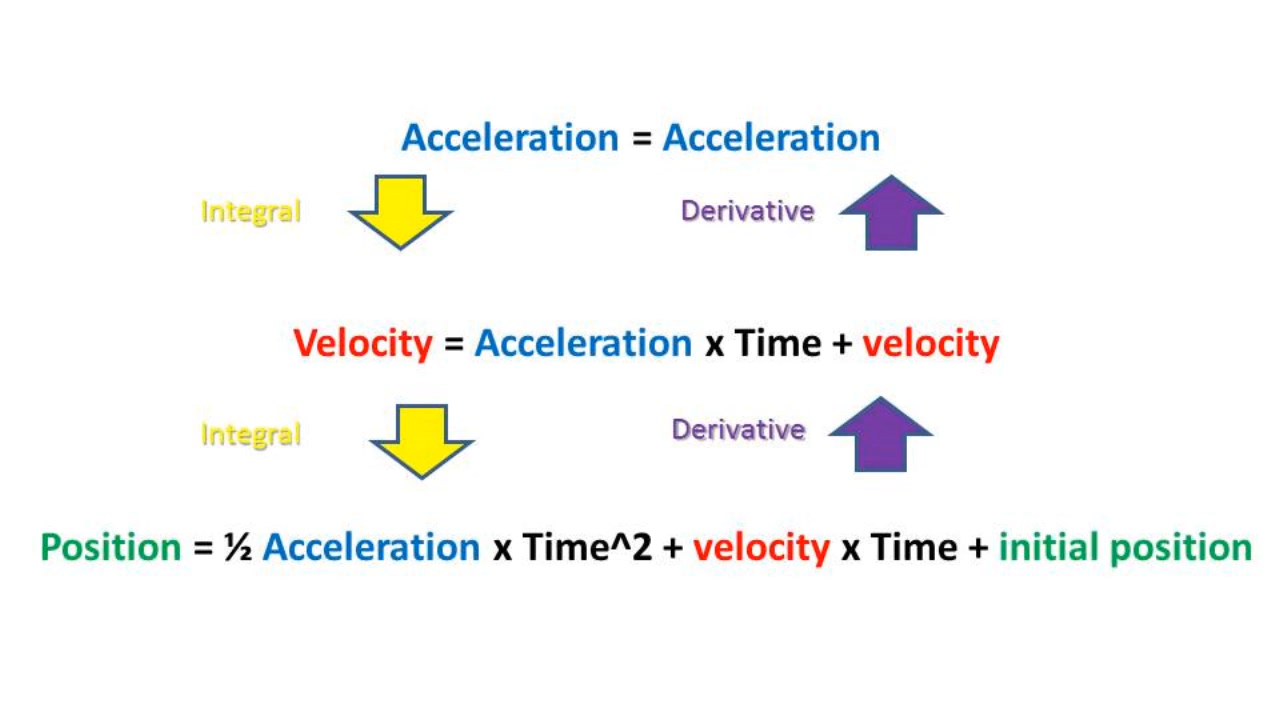 Acceleration = Acceleration
Integral Derivative
Velocity = Acceleration x Time + velocity
Integral Derivative
Position = ½ Acceleration x Time^2 + velocity x Time + initial position